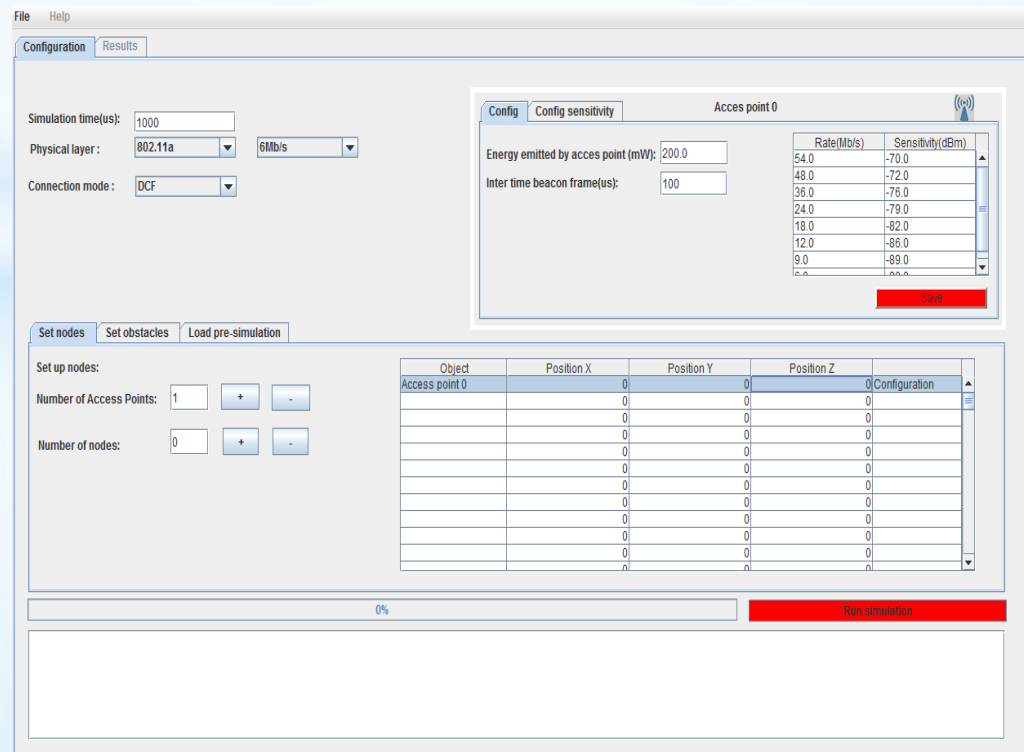 File Help
Configuration Results
Simulation time(us): 1000
Physical layer : 802.11a 6Mb/s
Connection mode : DCF
Config Config sensitivity Acces point 0
Energy emitted by acces point (mW): 200.0
Inter time beacon frame(us): 100
Rate(Mb/s) Sensitivity(dBm)
54.0 -70.0
48.0 -72.0
36.0 -76.0
24.0 -79.0
18.0 -82.0
12.0 -86.0
9.0 -89.0
Save
Set nodes Set obstacles Load pre-simulation
Set up nodes:
Number of Access Points: 1 + -
Number of nodes: 0 + -
Object Position X Position Y Position Z
Access point 0 0 0 0 Configuration
0 0 0
0 0 0
0 0 0
0 0 0
0 0 0
0 0 0
0 0 0
0 0 0
0 0 0
0 0 0
0 0 0
0% Run simulation